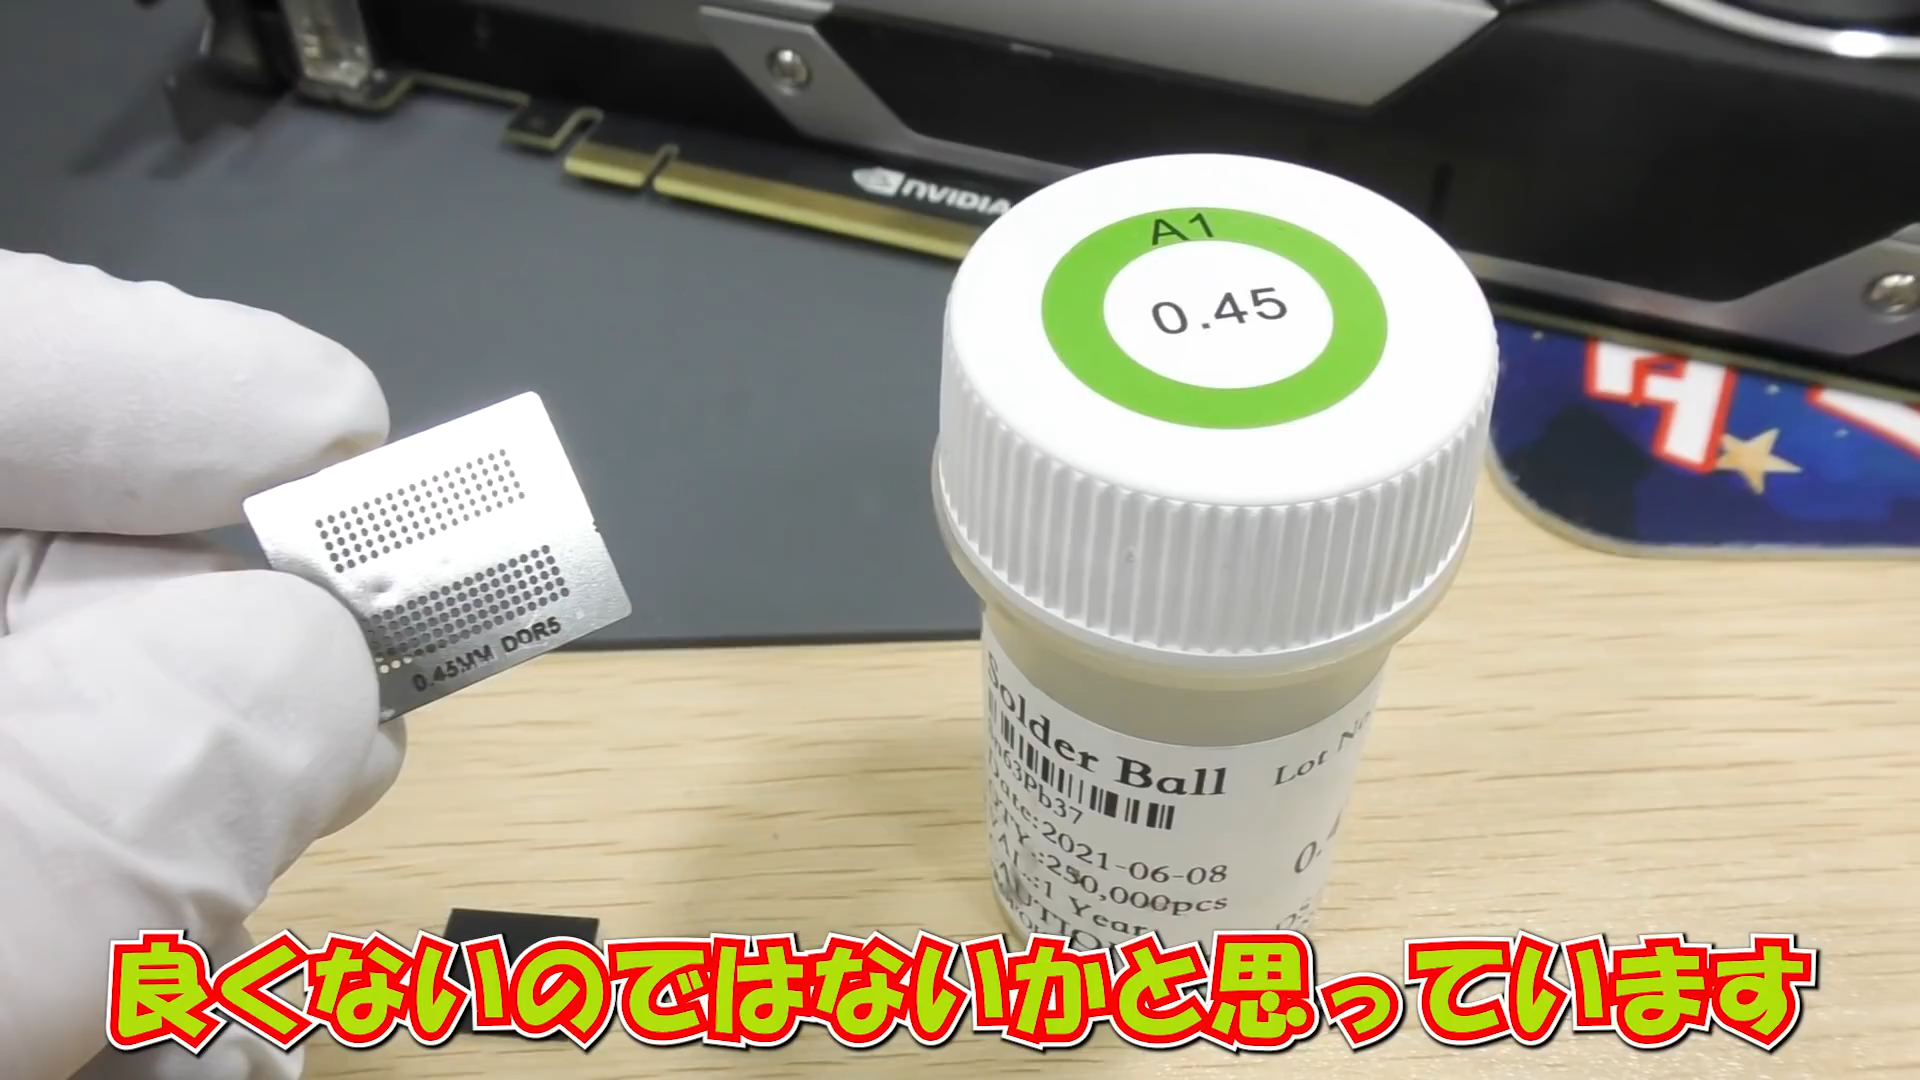 NVIDIA
A1
0.45
0.45MM DDR5
Solder Ball
Lot No
Sn63Pb37
Date:2021-06-08
QTY.:250,000pcs
1 Year
良くないのではないかと思っています